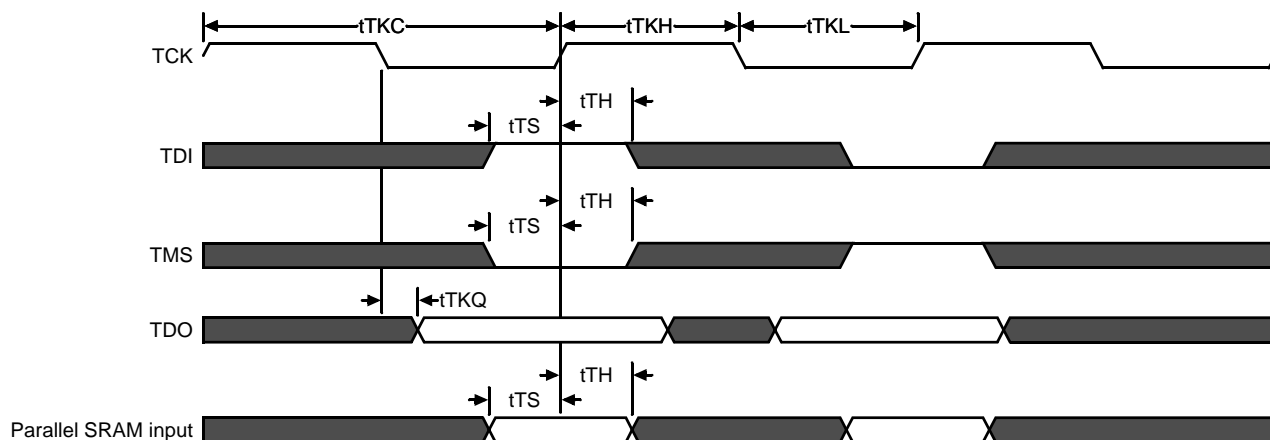 tTKC
tTKH
tTKL
TCK
tTH
tTS
TDI
tTH
tTS
TMS
tTKQ
TDO
tTH
tTS
Parallel SRAM input